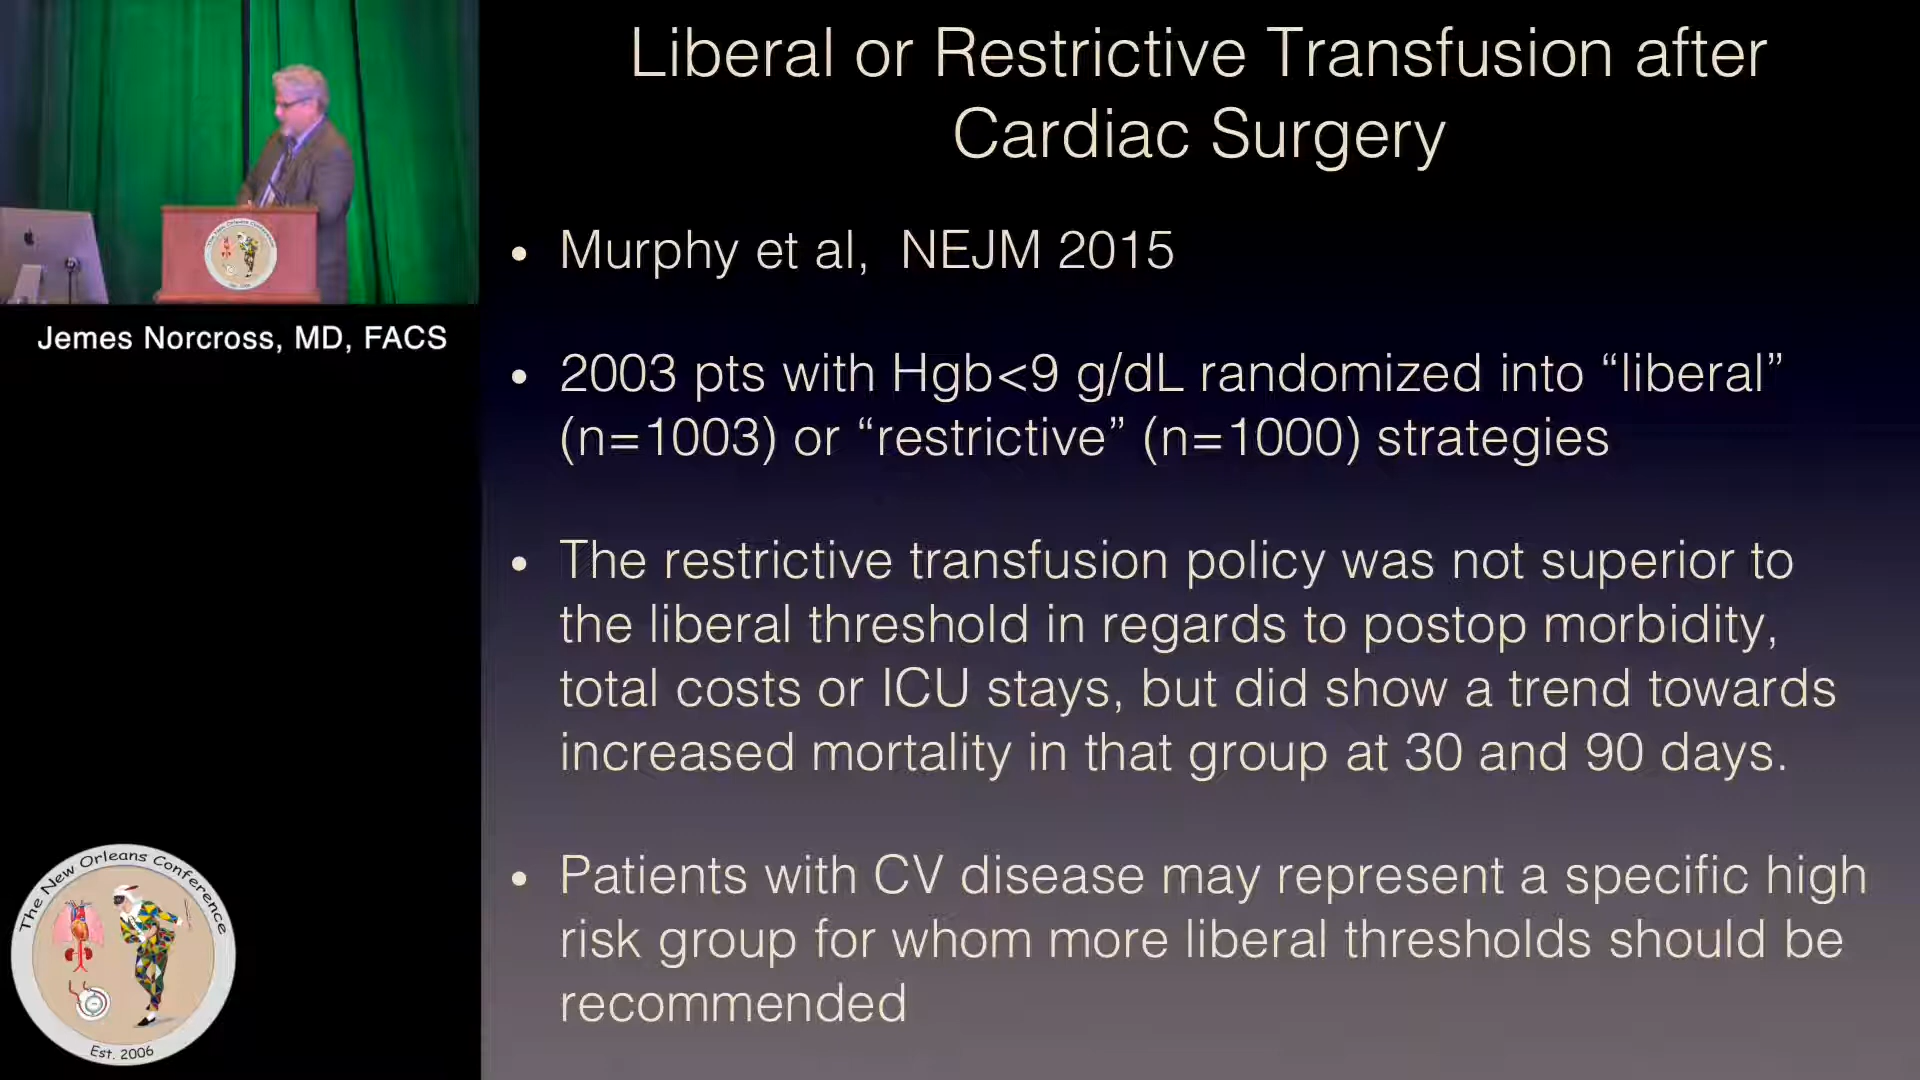 Liberal or Restrictive Transfusion after
Cardiac Surgery
• Murphy et al,  NEJM 2015
• 2003 pts with Hgb<9 g/dL randomized into “liberal”
(n=1003) or “restrictive” (n=1000) strategies
• The restrictive transfusion policy was not superior to
the liberal threshold in regards to postop morbidity,
total costs or ICU stays, but did show a trend towards
increased mortality in that group at 30 and 90 days.
• Patients with CV disease may represent a specific high
risk group for whom more liberal thresholds should be
recommended
Jemes Norcross, MD, FACS
The New Orleans Conference
Est. 2006